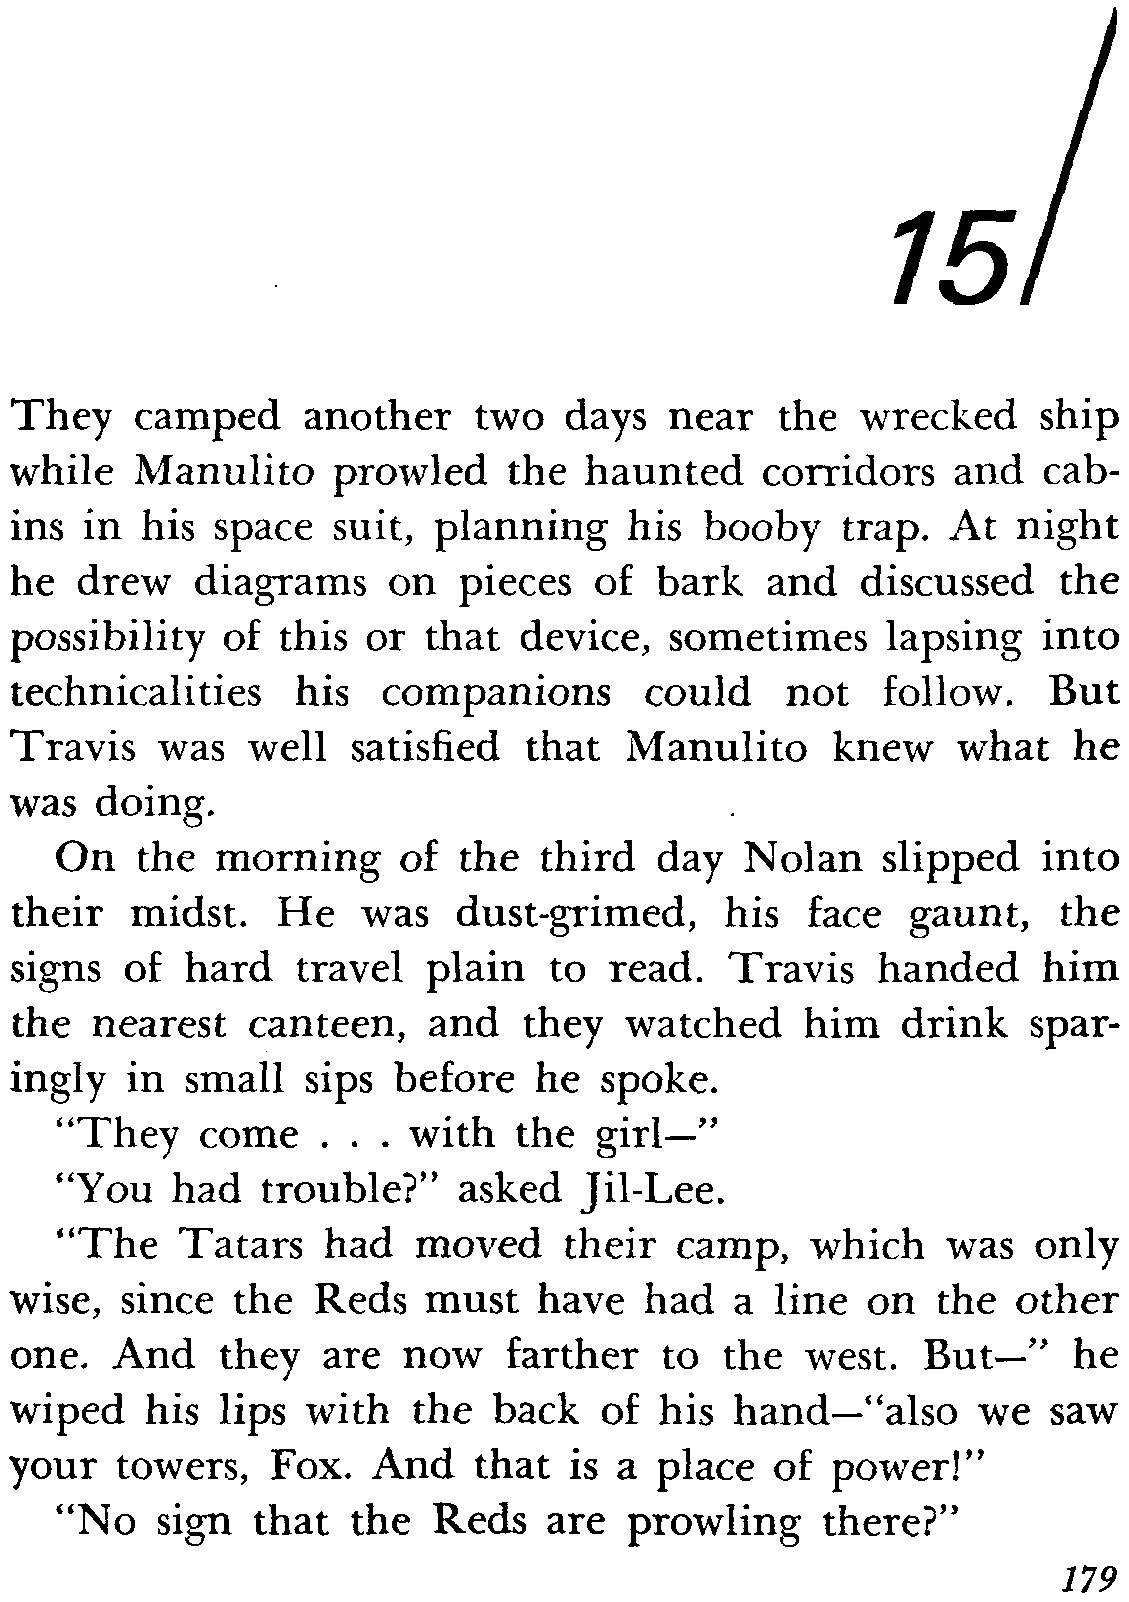 15/
They camped another two days near the wrecked ship
while Manulito prowled the haunted corridors and cab-
ins in his space suit, planning his booby trap. At night
he drew diagrams on pieces of bark and discussed the
possibility of this or that device, sometimes lapsing into
technicalities his companions could not follow. But
Travis was well satisfied that Manulito knew what he
was doing.
On the morning of the third day Nolan slipped into
their midst. He was dust-grimed, his face gaunt, the
signs of hard travel plain to read. Travis handed him
the nearest canteen, and they watched him drink spar-
ingly in small sips before he spoke.
“They come . . . with the girl—”
“You had trouble?” asked Jil-Lee.
“The Tatars had moved their camp, which was only
wise, since the Reds must have had a line on the other
one. And they are now farther to the west. But—” he
wiped his lips with the back of his hand—“also we saw
your towers, Fox. And that is a place of power!”
“No sign that the Reds are prowling there?”
179